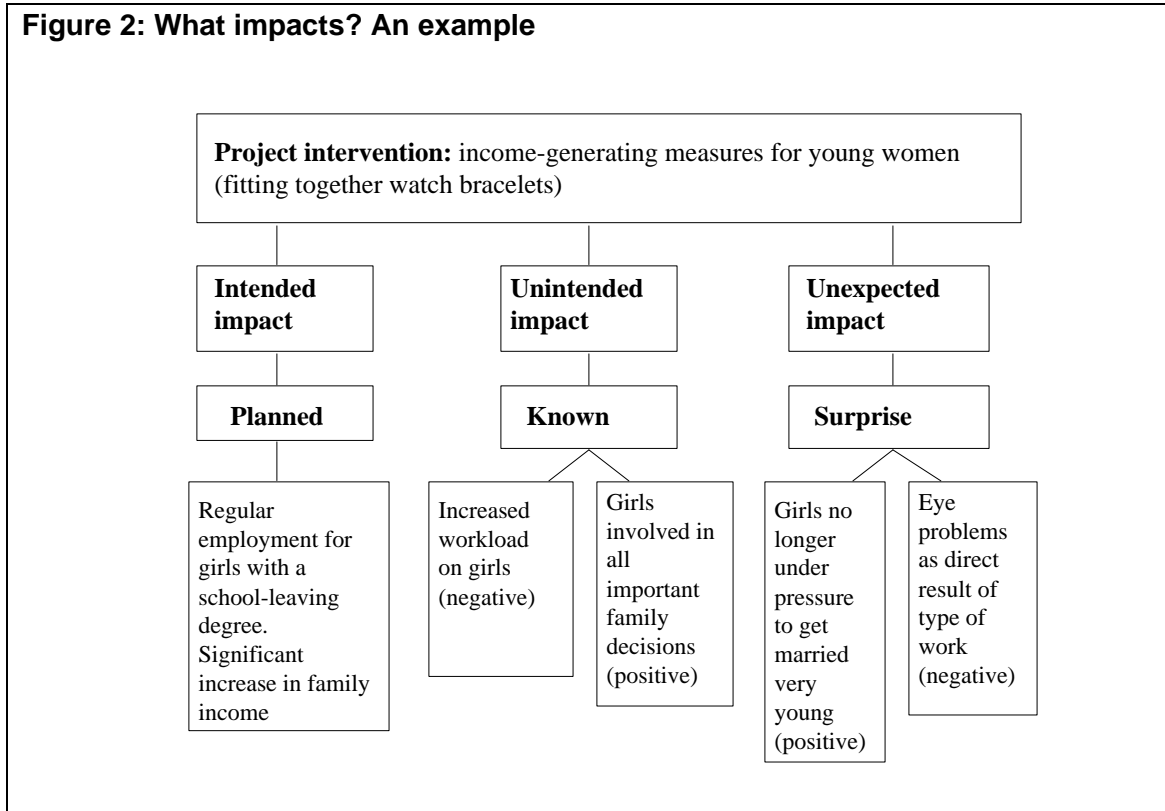 Figure 2: What impacts? An example
Project intervention: income-generating measures for young women
(fitting together watch bracelets)
Intended
impact
Unintended
impact
Unexpected
impact
Planned
Known
Surprise
Regular
employment for
girls with a
school-leaving
degree.
Significant
increase in family
income
Increased
workload on
girls
(negative)
Girls
involved in
all
important
family
decisions
(positive)
Girls no
longer
under
pressure
to get
married
very
young
(positive)
Eye
problems
as direct
result of
type of
work
(negative)